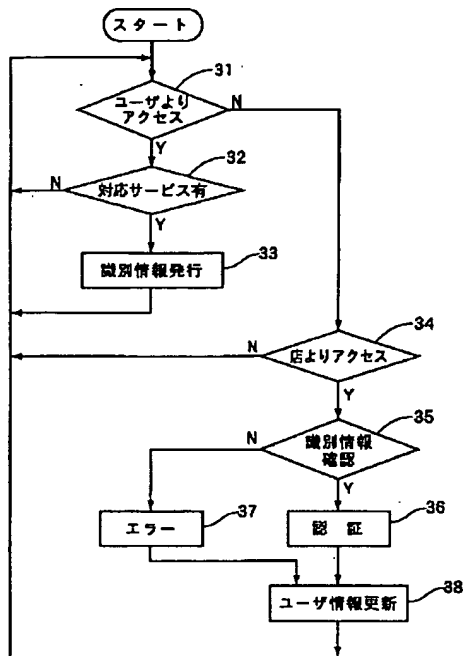 スタート
31
ユーザより
アクセス
N
Y
32
N
対応サービス有
Y
33
識別情報発行
34
N
店よりアクセス
Y
35
N
識別情報
確認
Y
37
エラー
36
認 証
38
ユーザ情報更新